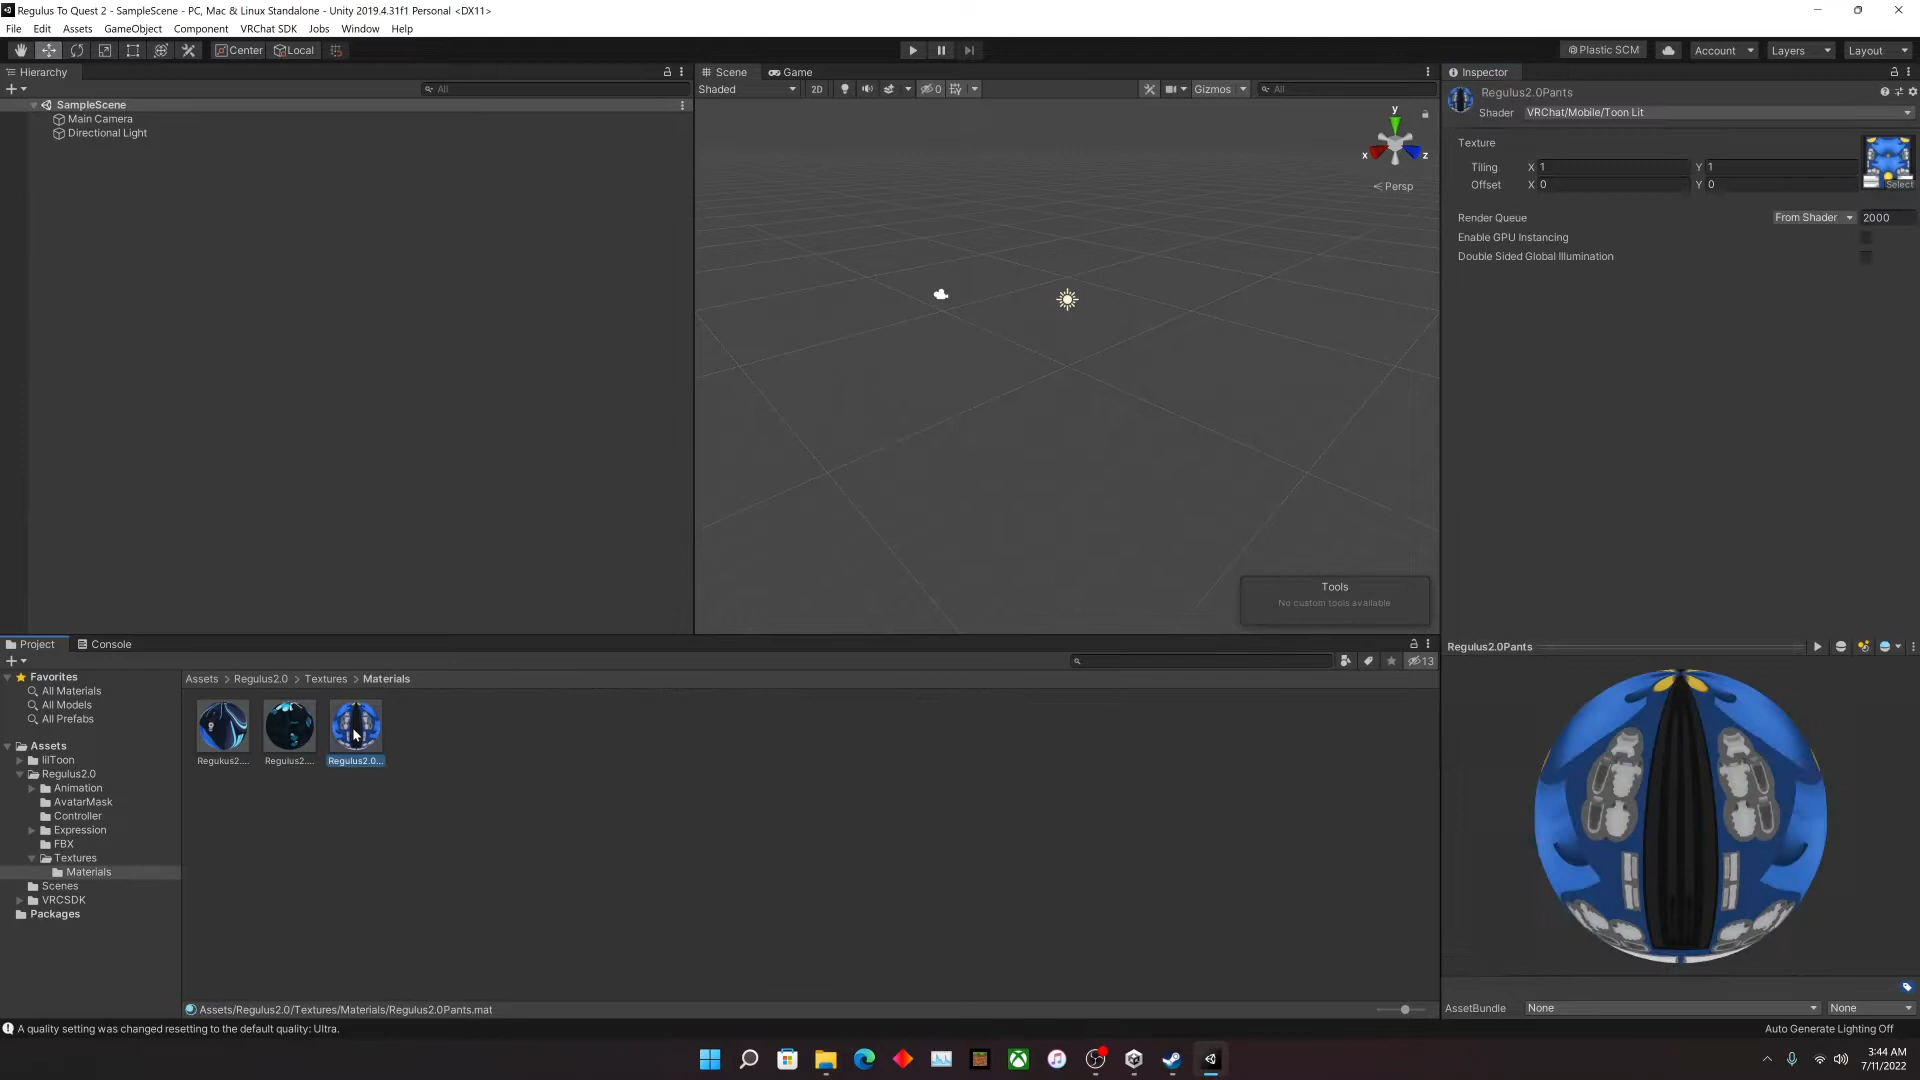 Regulus To Quest 2 - SampleScene - PC, Mac & Linux Standalone - Unity 2019.4.31f1 Personal <DX11>
File Edit Assets GameObject Component VRChat SDK Jobs Window Help
Center Local Plastic SCM Account Layers Layout
Hierarchy
All
SampleScene
Main Camera
Directional Light
Scene Game
Shaded 2D 0 Gizmos All
y
x z
< Persp
Tools
No custom tools available
Inspector
Regulus2.0Pants
Shader VRChat/Mobile/Toon Lit
Texture
Tiling X 1 Y 1
Offset X 0 Y 0
Select
Render Queue From Shader 2000
Enable GPU Instancing
Double Sided Global Illumination
Project Console
13
Favorites
All Materials
All Models
All Prefabs
Assets
lilToon
Regulus2.0
Animation
AvatarMask
Controller
Expression
FBX
Textures
Materials
Scenes
VRCSDK
Packages
Assets > Regulus2.0 > Textures > Materials
Regukus2.... Regulus2.... Regulus2.0...
Assets/Regulus2.0/Textures/Materials/Regulus2.0Pants.mat
Regulus2.0Pants
AssetBundle None None
A quality setting was changed resetting to the default quality: Ultra.
Auto Generate Lighting Off
3:44 AM
7/11/2022